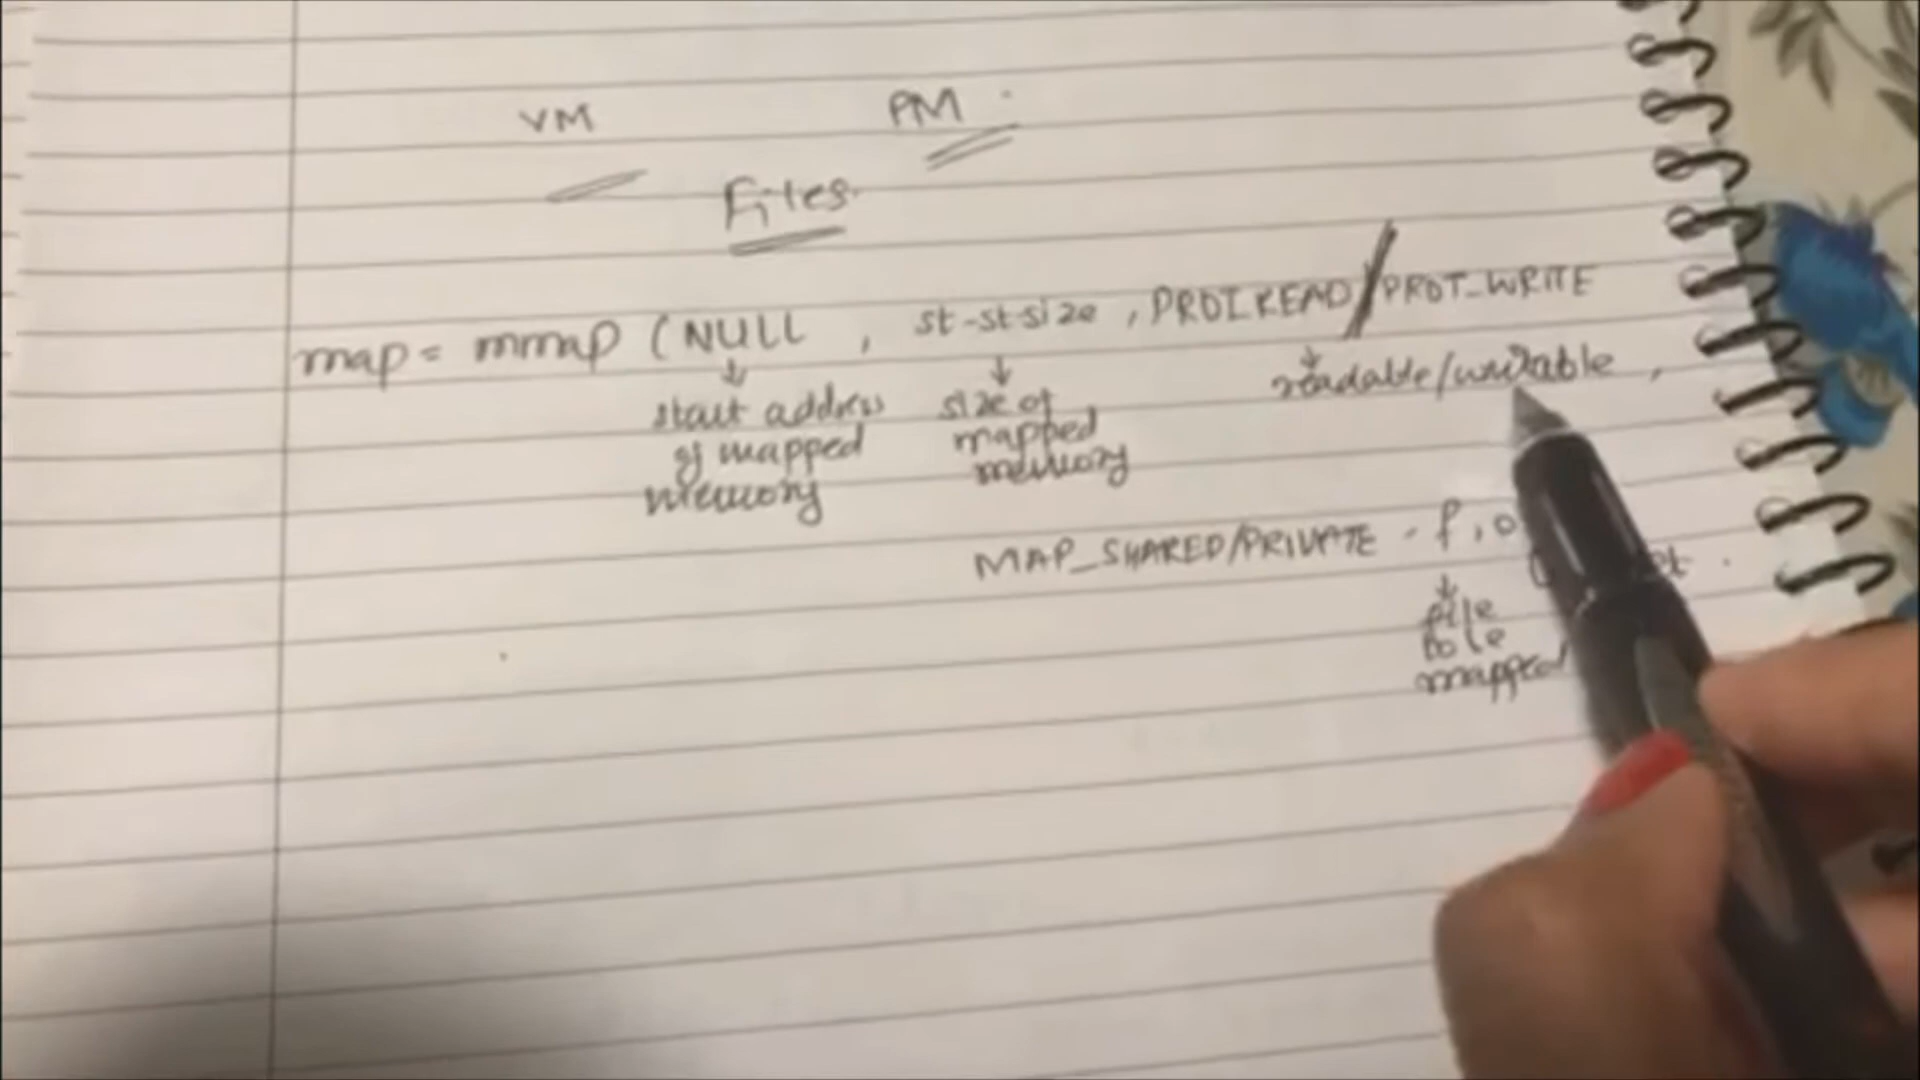 VM PM.
Files.
map = mmap (NULL , st-st-size , PROT_READ/PROT_WRITE
↓ ↓ ↓
start address size of readable/writable ,
of mapped mapped
memory memory
MAP_SHARED/PRIVATE - f , 0
↓
file
to be
mapped